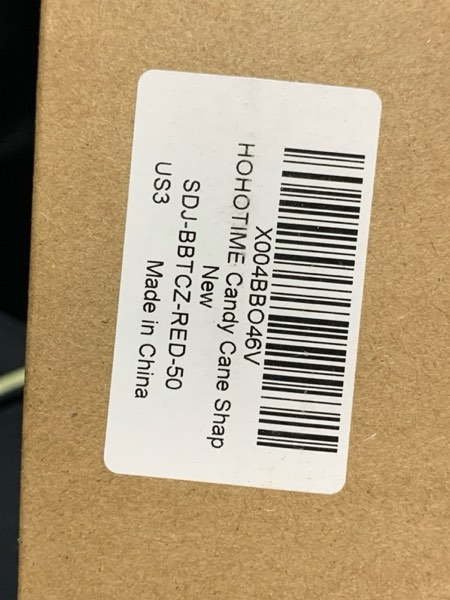 X004BBO46V
HOHOTIME Candy Cane Shap
New
SDJ-BBTCZ-RED-50
US3
Made in China